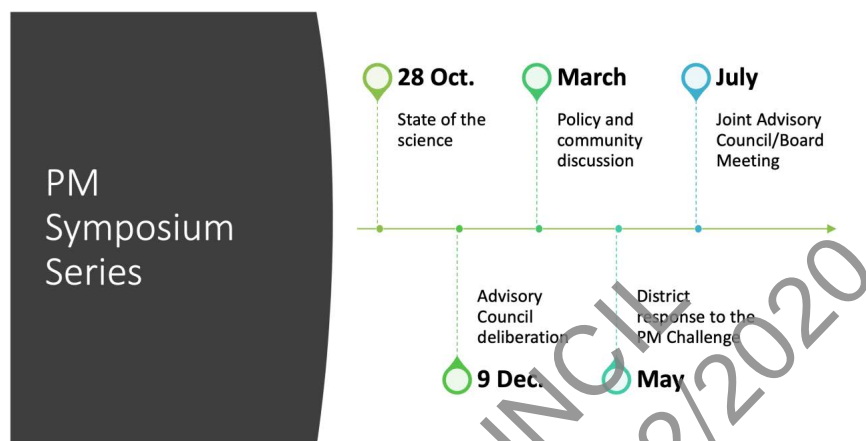 PM
Symposium
Series
28 Oct.
State of the
science
March
Policy and
community
discussion
July
Joint Advisory
Council/Board
Meeting
Advisory
Council
deliberation
9 Dec.
District
response to the
PM Challenge
May